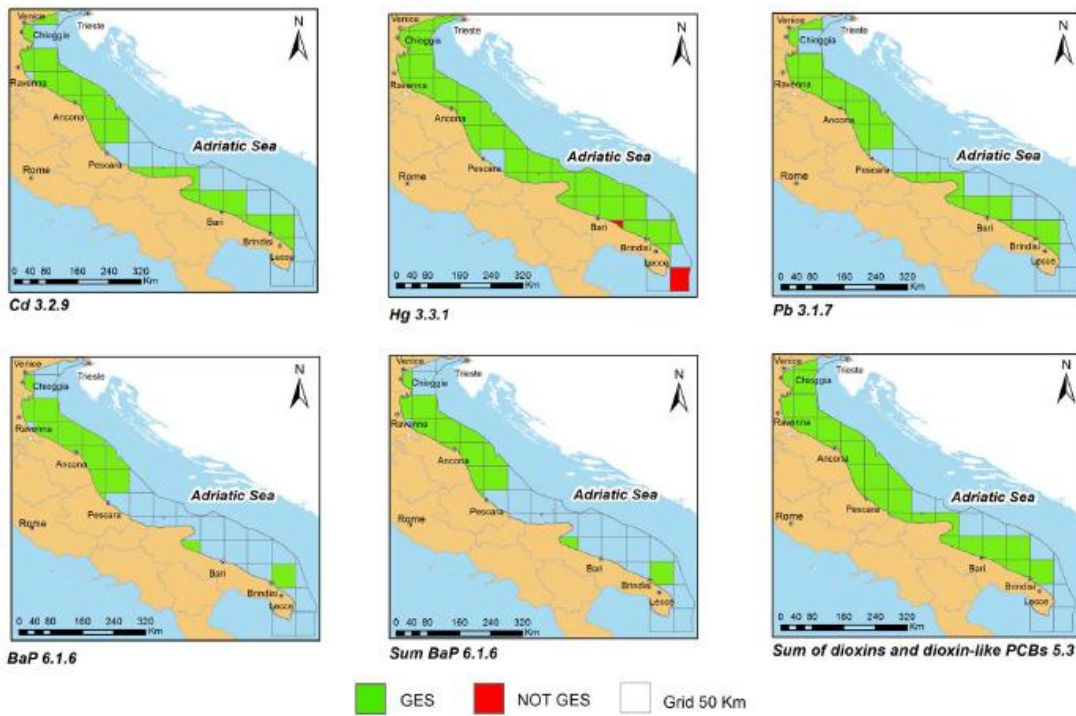 Venice
Trieste
N
Chioggia
Ravenna
Ancona
Adriatic Sea
Pescara
Rome
Bari
Brindisi
Lecce
0 40 80 160 240 320
Km
Cd 3.2.9
Venice
Trieste
N
Chioggia
Ravenna
Ancona
Adriatic Sea
Pescara
Rome
Bari
Brindisi
Lecce
0 40 80 160 240 320
Km
Hg 3.3.1
Venice
Trieste
N
Chioggia
Ravenna
Ancona
Adriatic Sea
Pescara
Rome
Bari
Brindisi
Lecce
0 40 80 160 240 320
Km
Pb 3.1.7
Venice
Trieste
N
Chioggia
Ravenna
Ancona
Adriatic Sea
Pescara
Rome
Bari
Brindisi
Lecce
0 40 80 160 240 320
Km
BaP 6.1.6
Venice
Trieste
N
Chioggia
Ravenna
Ancona
Adriatic Sea
Pescara
Rome
Bari
Brindisi
Lecce
0 40 80 160 240 320
Km
Sum BaP 6.1.6
Venice
Trieste
N
Chioggia
Ravenna
Ancona
Adriatic Sea
Pescara
Rome
Bari
Brindisi
Lecce
0 40 80 160 240 320
Km
Sum of dioxins and dioxin-like PCBs 5.3
GES
NOT GES
Grid 50 Km